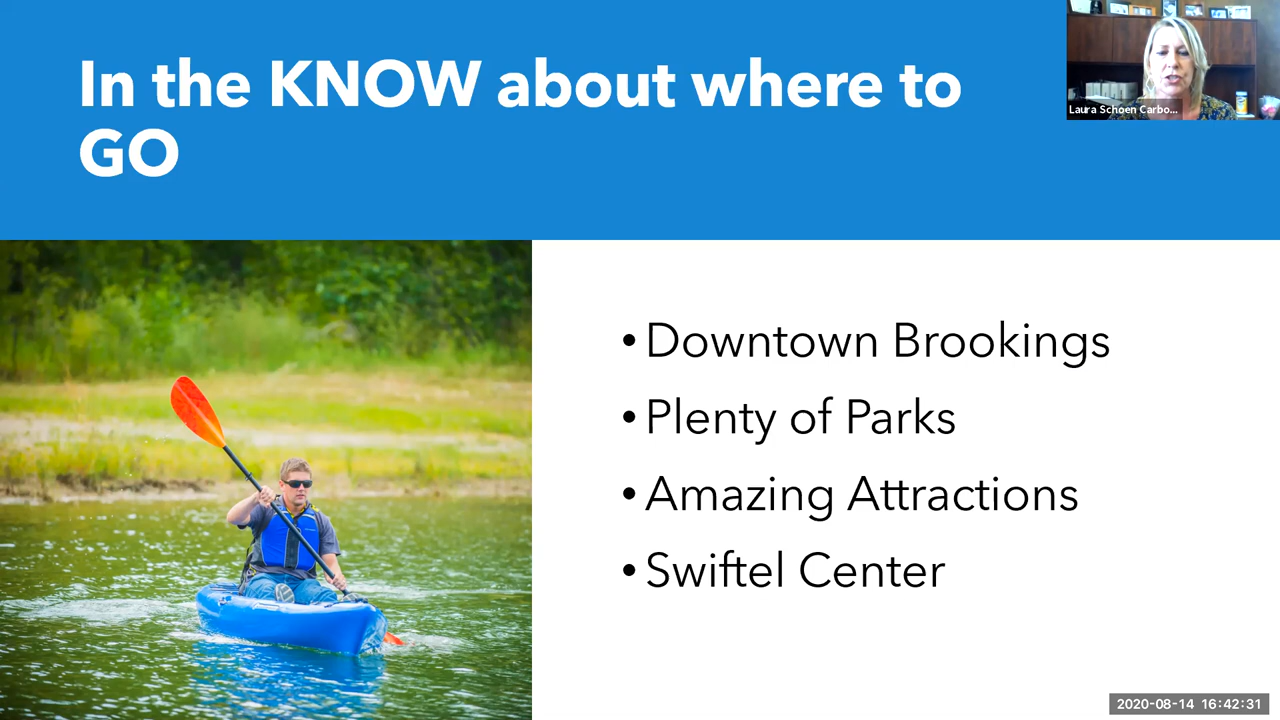 In the KNOW about where to
GO
Laura Schoen Carbo...
• Downtown Brookings
• Plenty of Parks
• Amazing Attractions
• Swiftel Center
2020-08-14 16:42:31